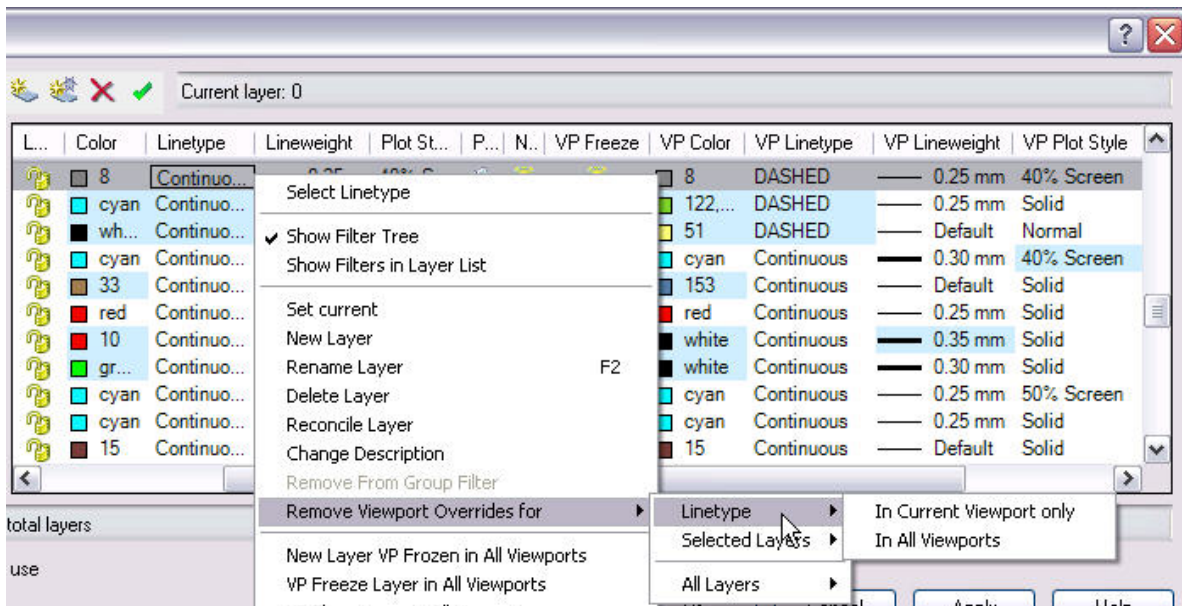 ?
Current layer: 0
L... Color Linetype Lineweight Plot St... P... N.. VP Freeze VP Color VP Linetype VP Lineweight VP Plot Style
8 Continuo... 8 DASHED 0.25 mm 40% Screen
cyan Continuo... 122,... DASHED 0.25 mm Solid
wh... Continuo... 51 DASHED Default Normal
cyan Continuo... cyan Continuous 0.30 mm 40% Screen
33 Continuo... 153 Continuous Default Solid
red Continuo... red Continuous 0.25 mm Solid
10 Continuo... white Continuous 0.35 mm Solid
gr... Continuo... white Continuous 0.30 mm Solid
cyan Continuo... cyan Continuous 0.25 mm 50% Screen
cyan Continuo... cyan Continuous 0.25 mm Solid
15 Continuo... 15 Continuous Default Solid
Select Linetype
Show Filter Tree
Show Filters in Layer List
Set current
New Layer
Rename Layer F2
Delete Layer
Reconcile Layer
Change Description
Remove From Group Filter
Remove Viewport Overrides for
New Layer VP Frozen in All Viewports
VP Freeze Layer in All Viewports
Linetype
Selected Layers
All Layers
In Current Viewport only
In All Viewports
total layers
use
Apply Help